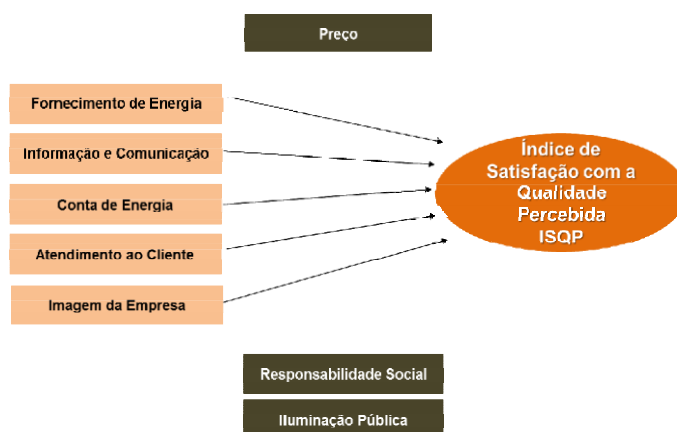 Preço
Fornecimento de Energia
Informação e Comunicação
Conta de Energia
Atendimento ao Cliente
Imagem da Empresa
Índice de
Satisfação com a
Qualidade
Percebida
ISQP
Responsabilidade Social
Iluminação Pública